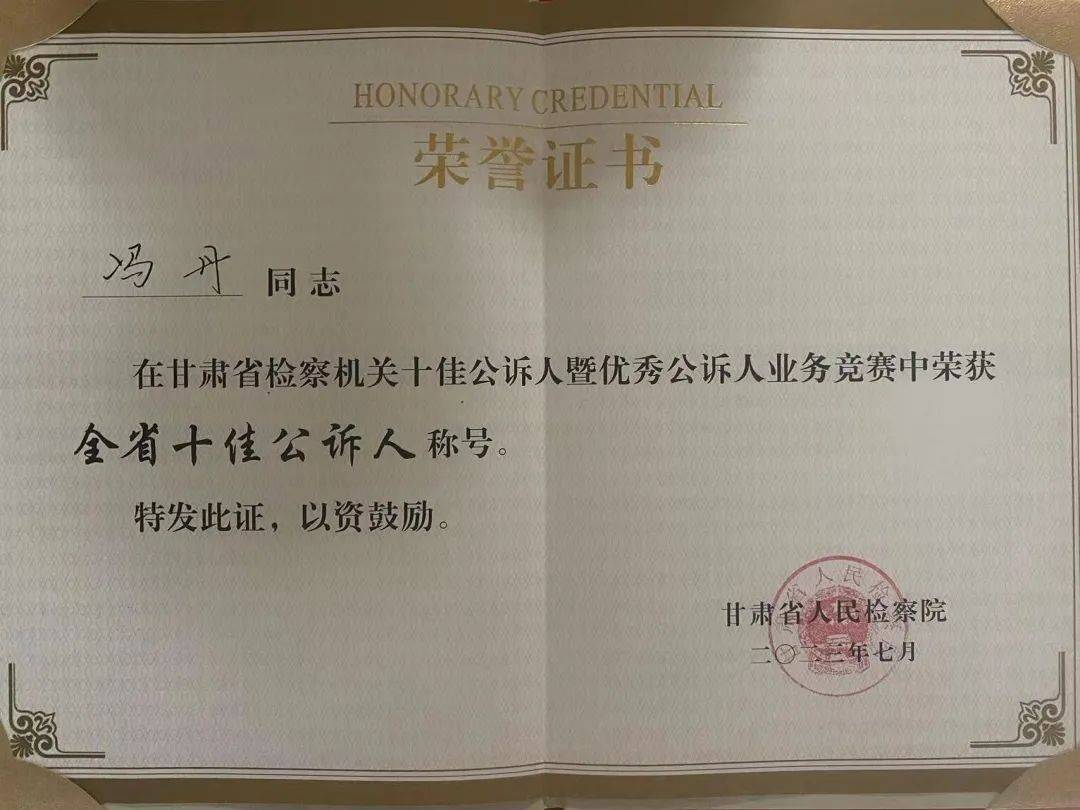 HONORARY CREDENTIAL
荣誉证书
冯丹 同志
在甘肃省检察机关十佳公诉人暨优秀公诉人业务竞赛中荣获
全省十佳公诉人称号。
特发此证，以资鼓励。
甘肃省人民检察院
二〇二三年七月